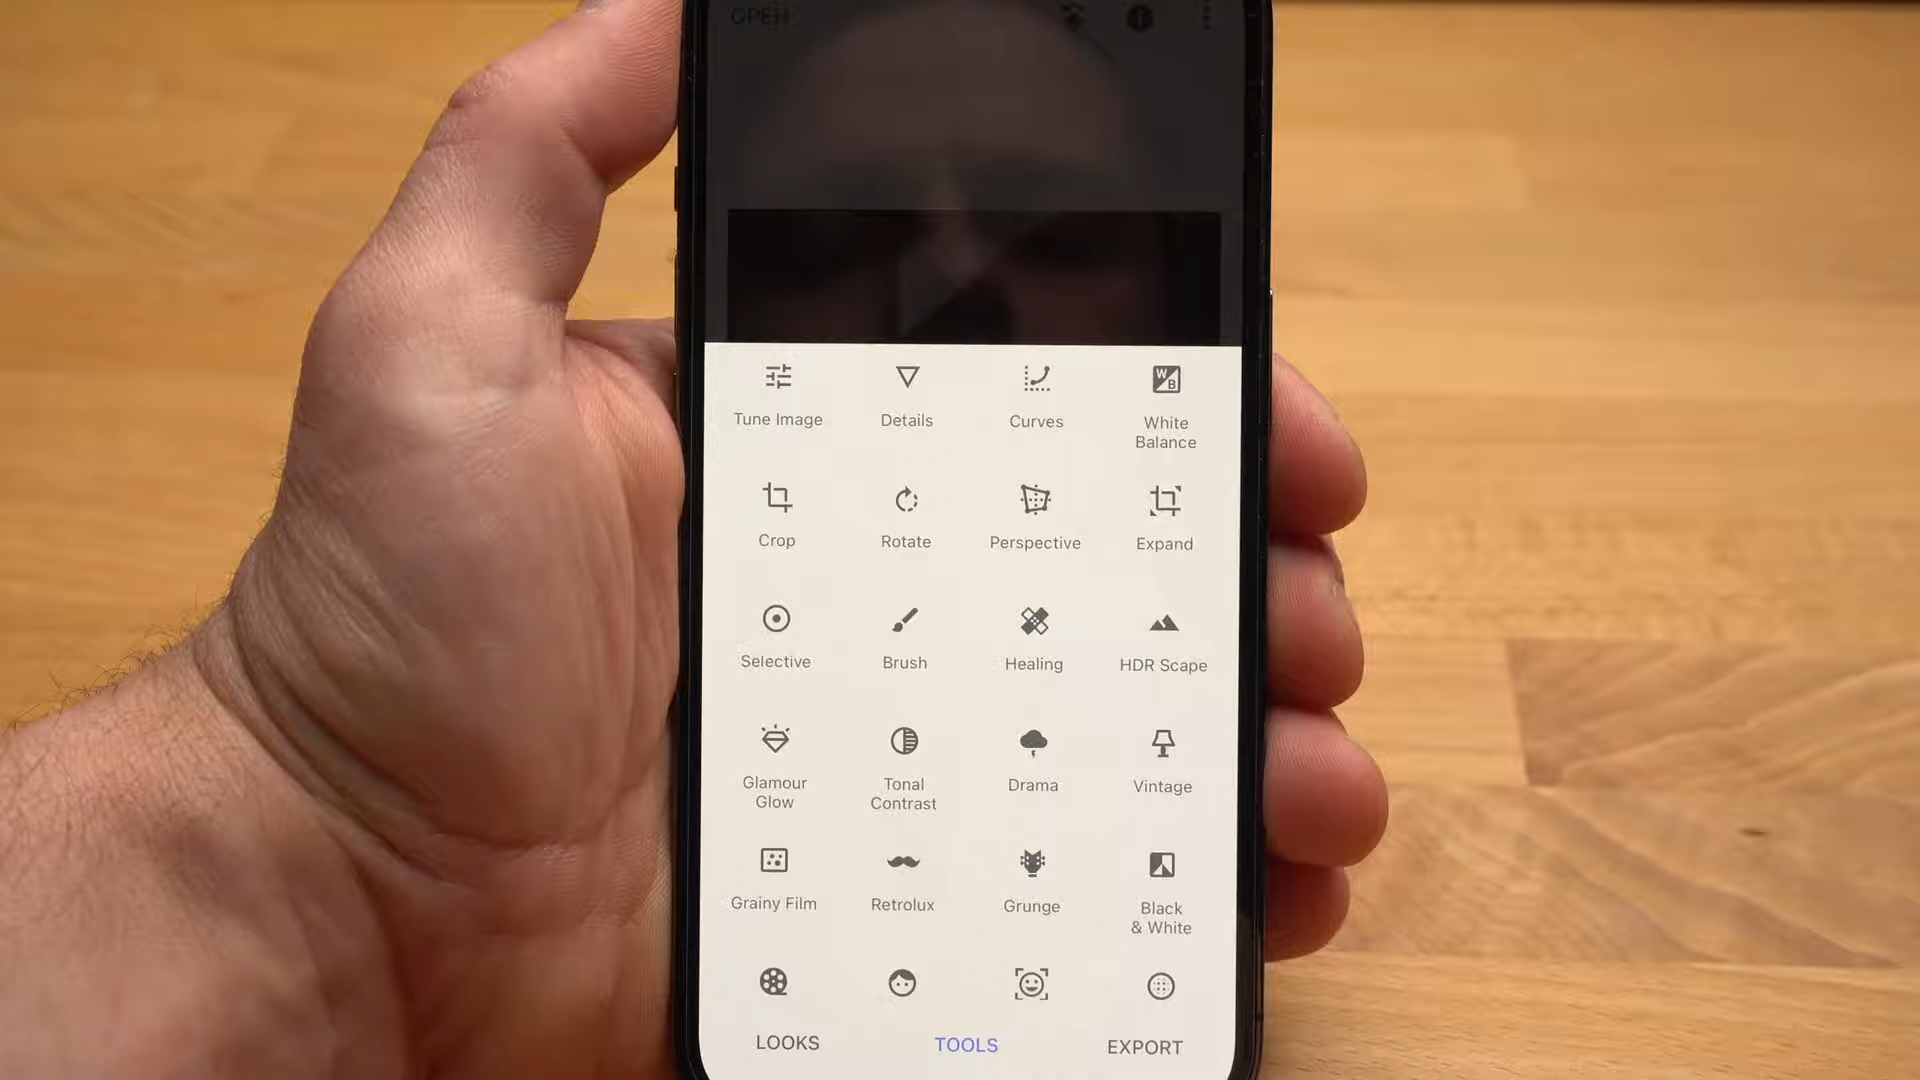 OPEN
Tune Image
Details
Curves
White
Balance
Crop
Rotate
Perspective
Expand
Selective
Brush
Healing
HDR Scape
Glamour
Glow
Tonal
Contrast
Drama
Vintage
Grainy Film
Retrolux
Grunge
Black
& White
LOOKS
TOOLS
EXPORT